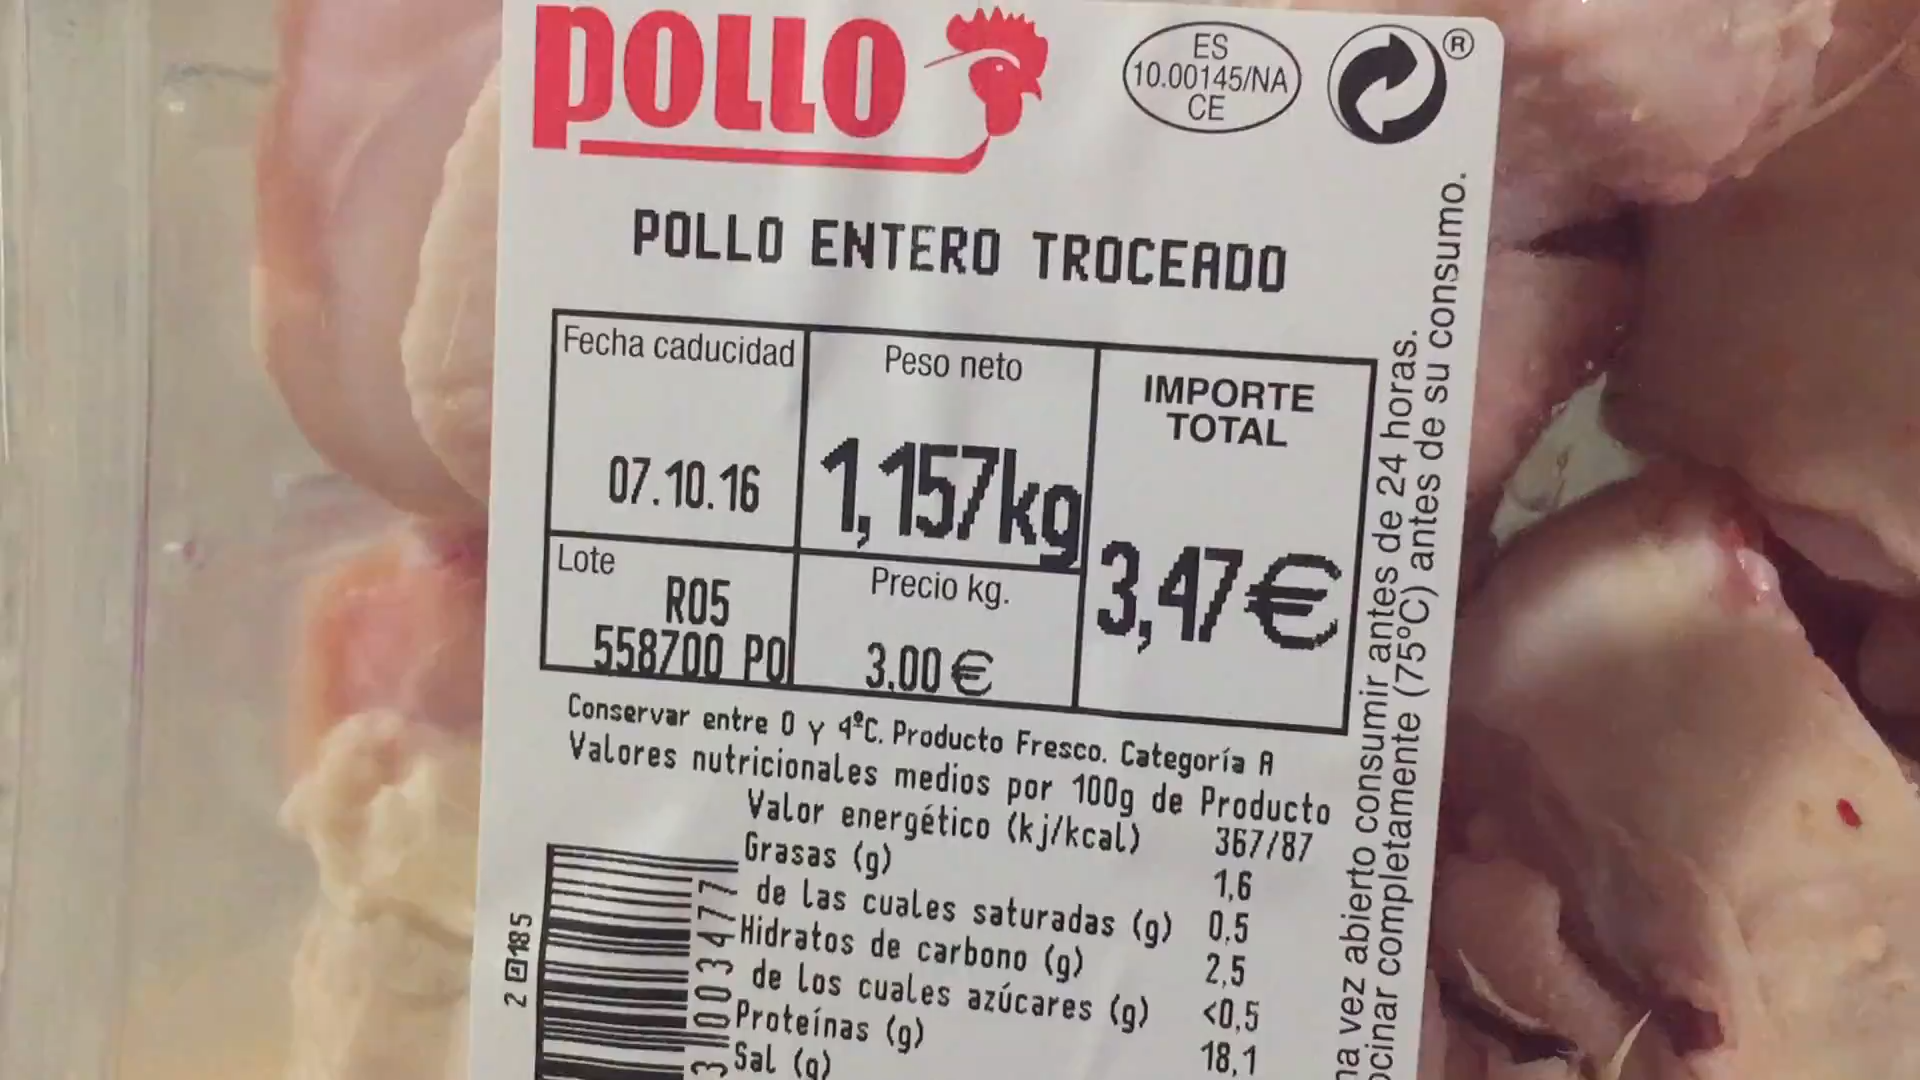 POLLO
ES
10.00145/NA
CE
®
POLLO ENTERO TROCEADO
Fecha caducidad
07.10.16
Peso neto
1,157kg
IMPORTE
TOTAL
3,47€
Lote
R05
558700 PO
Precio kg.
3.00€
Conservar entre 0 y 4ºC. Producto Fresco. Categoría A
Valores nutricionales medios por 100g de Producto
Valor energético (kj/kcal) 367/87
Grasas (g) 1,6
de las cuales saturadas (g) 0.5
Hidratos de carbono (g) 2,5
de los cuales azúcares (g) <0,5
Proteínas (g) 18,1
Sal (g)
vez abierto consumir antes de 24 horas.
completamente (75ºC) antes de su consumo.
003477